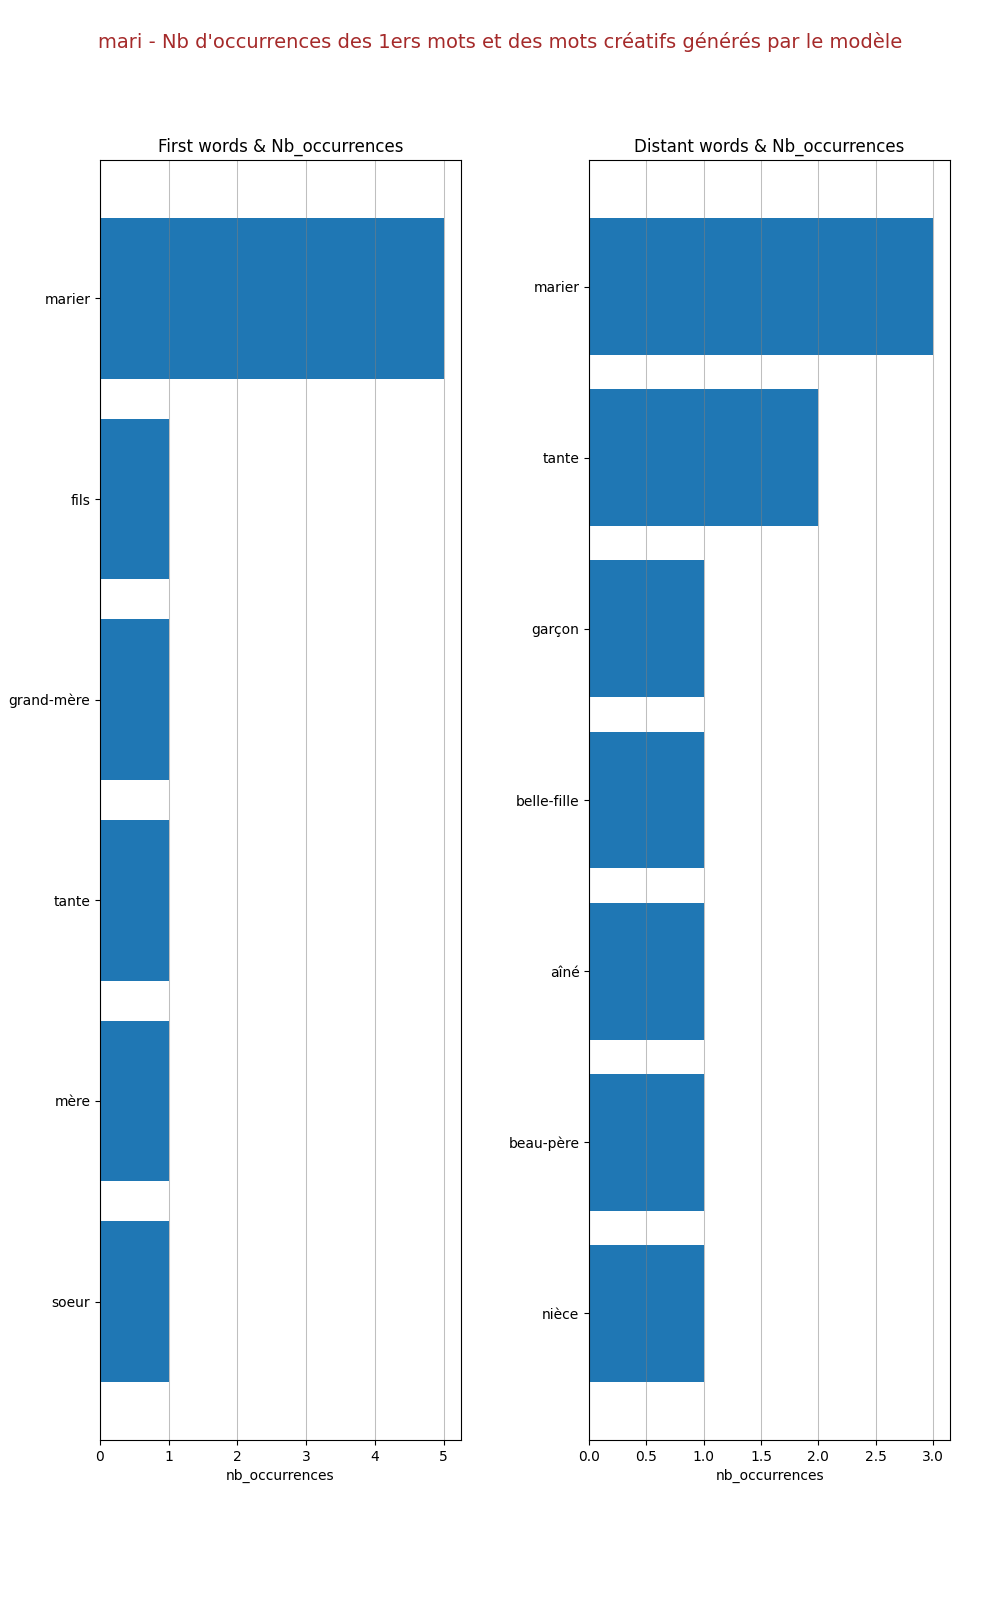 mari - Nb d'occurrences des 1ers mots et des mots créatifs générés par le modèle
First words & Nb_occurrences
marier
fils
grand-mère
tante
mère
soeur
0 1 2 3 4 5
nb_occurrences
Distant words & Nb_occurrences
marier
tante
garçon
belle-fille
aîné
beau-père
nièce
0.0 0.5 1.0 1.5 2.0 2.5 3.0
nb_occurrences